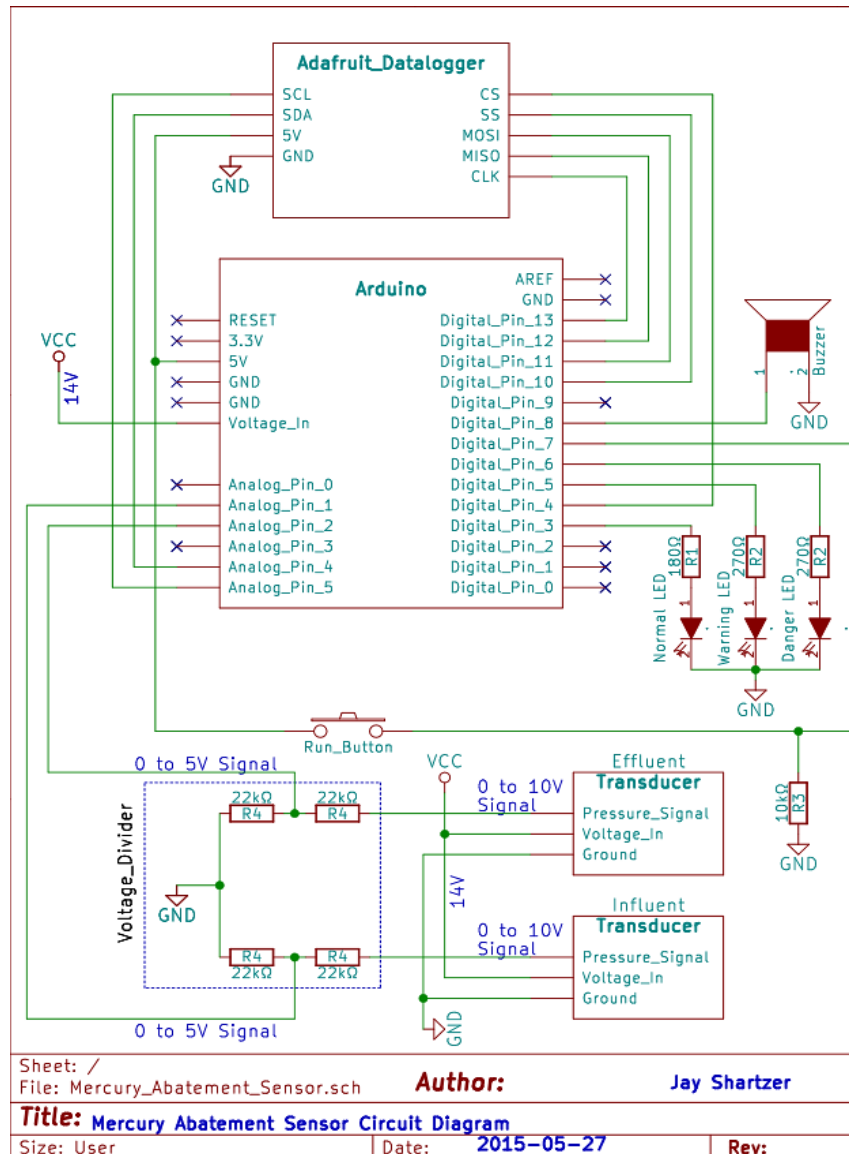 Adafruit_Datalogger
SCL
SDA
5V
GND
CS
SS
MOSI
MISO
CLK
GND
Arduino
RESET
3.3V
5V
GND
GND
Voltage_In
Analog_Pin_0
Analog_Pin_1
Analog_Pin_2
Analog_Pin_3
Analog_Pin_4
Analog_Pin_5
AREF
GND
Digital_Pin_13
Digital_Pin_12
Digital_Pin_11
Digital_Pin_10
Digital_Pin_9
Digital_Pin_8
Digital_Pin_7
Digital_Pin_6
Digital_Pin_5
Digital_Pin_4
Digital_Pin_3
Digital_Pin_2
Digital_Pin_1
Digital_Pin_0
VCC
14V
1
2
Buzzer
GND
180Ω
R1
270Ω
R2
270Ω
R2
Normal LED
1
2
Warning LED
1
2
Danger LED
1
2
GND
Run_Button
0 to 5V Signal
Voltage_Divider
22kΩ
R4
22kΩ
R4
GND
R4
22kΩ
R4
22kΩ
0 to 5V Signal
VCC
14V
0 to 10V
Signal
Effluent
Transducer
Pressure_Signal
Voltage_In
Ground
0 to 10V
Signal
Influent
Transducer
Pressure_Signal
Voltage_In
Ground
GND
10kΩ
R3
GND
Sheet: /
File: Mercury_Abatement_Sensor.sch
Author: Jay Shartzer
Title: Mercury Abatement Sensor Circuit Diagram
Size: User
Date: 2015-05-27
Rev: